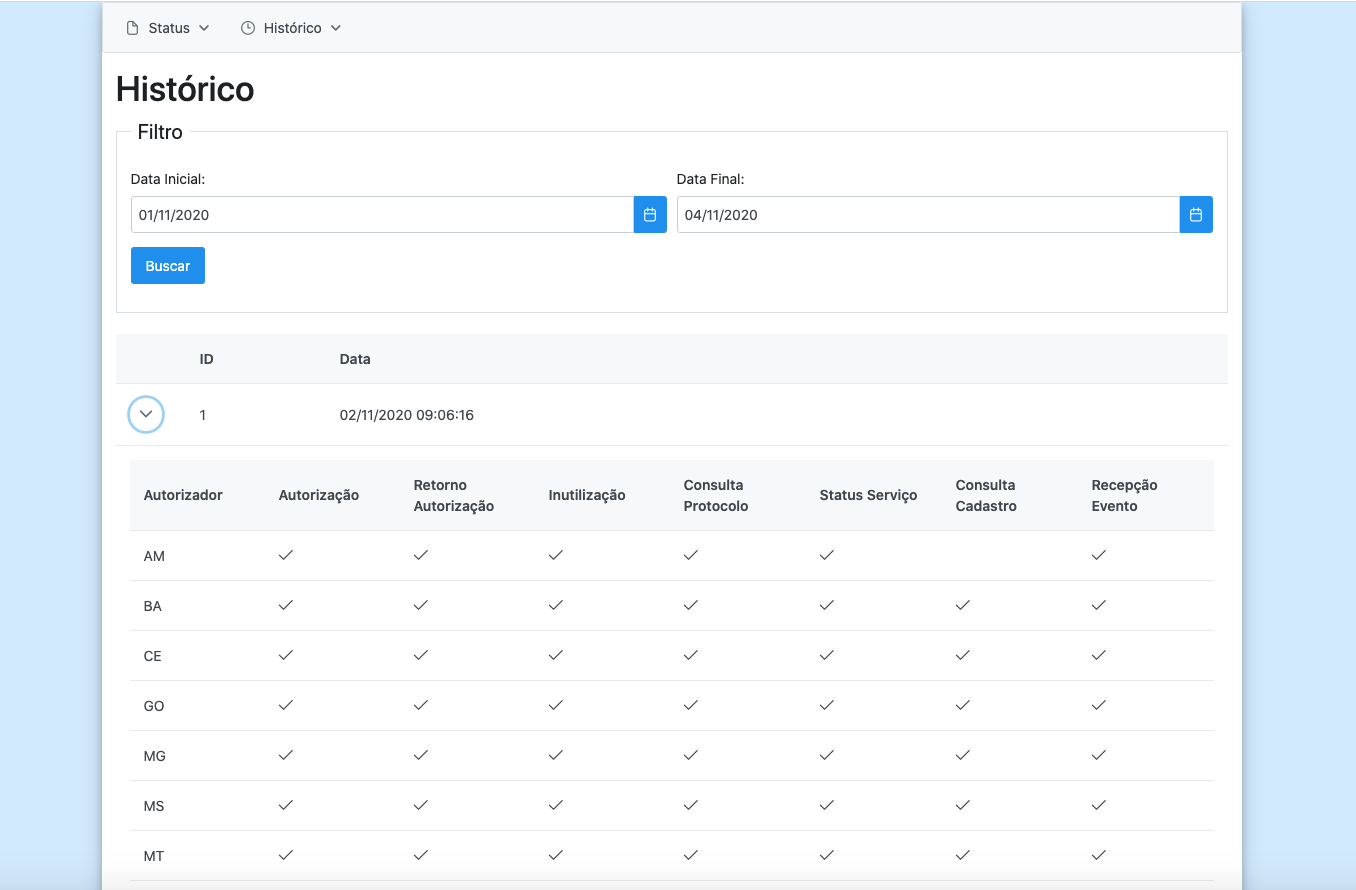 Status Histórico
Histórico
Filtro
Data Inicial: Data Final:
01/11/2020 04/11/2020
Buscar
ID Data
1 02/11/2020 09:06:16
Autorizador Autorização Retorno Autorização Inutilização Consulta Protocolo Status Serviço Consulta Cadastro Recepção Evento
AM
BA
CE
GO
MG
MS
MT